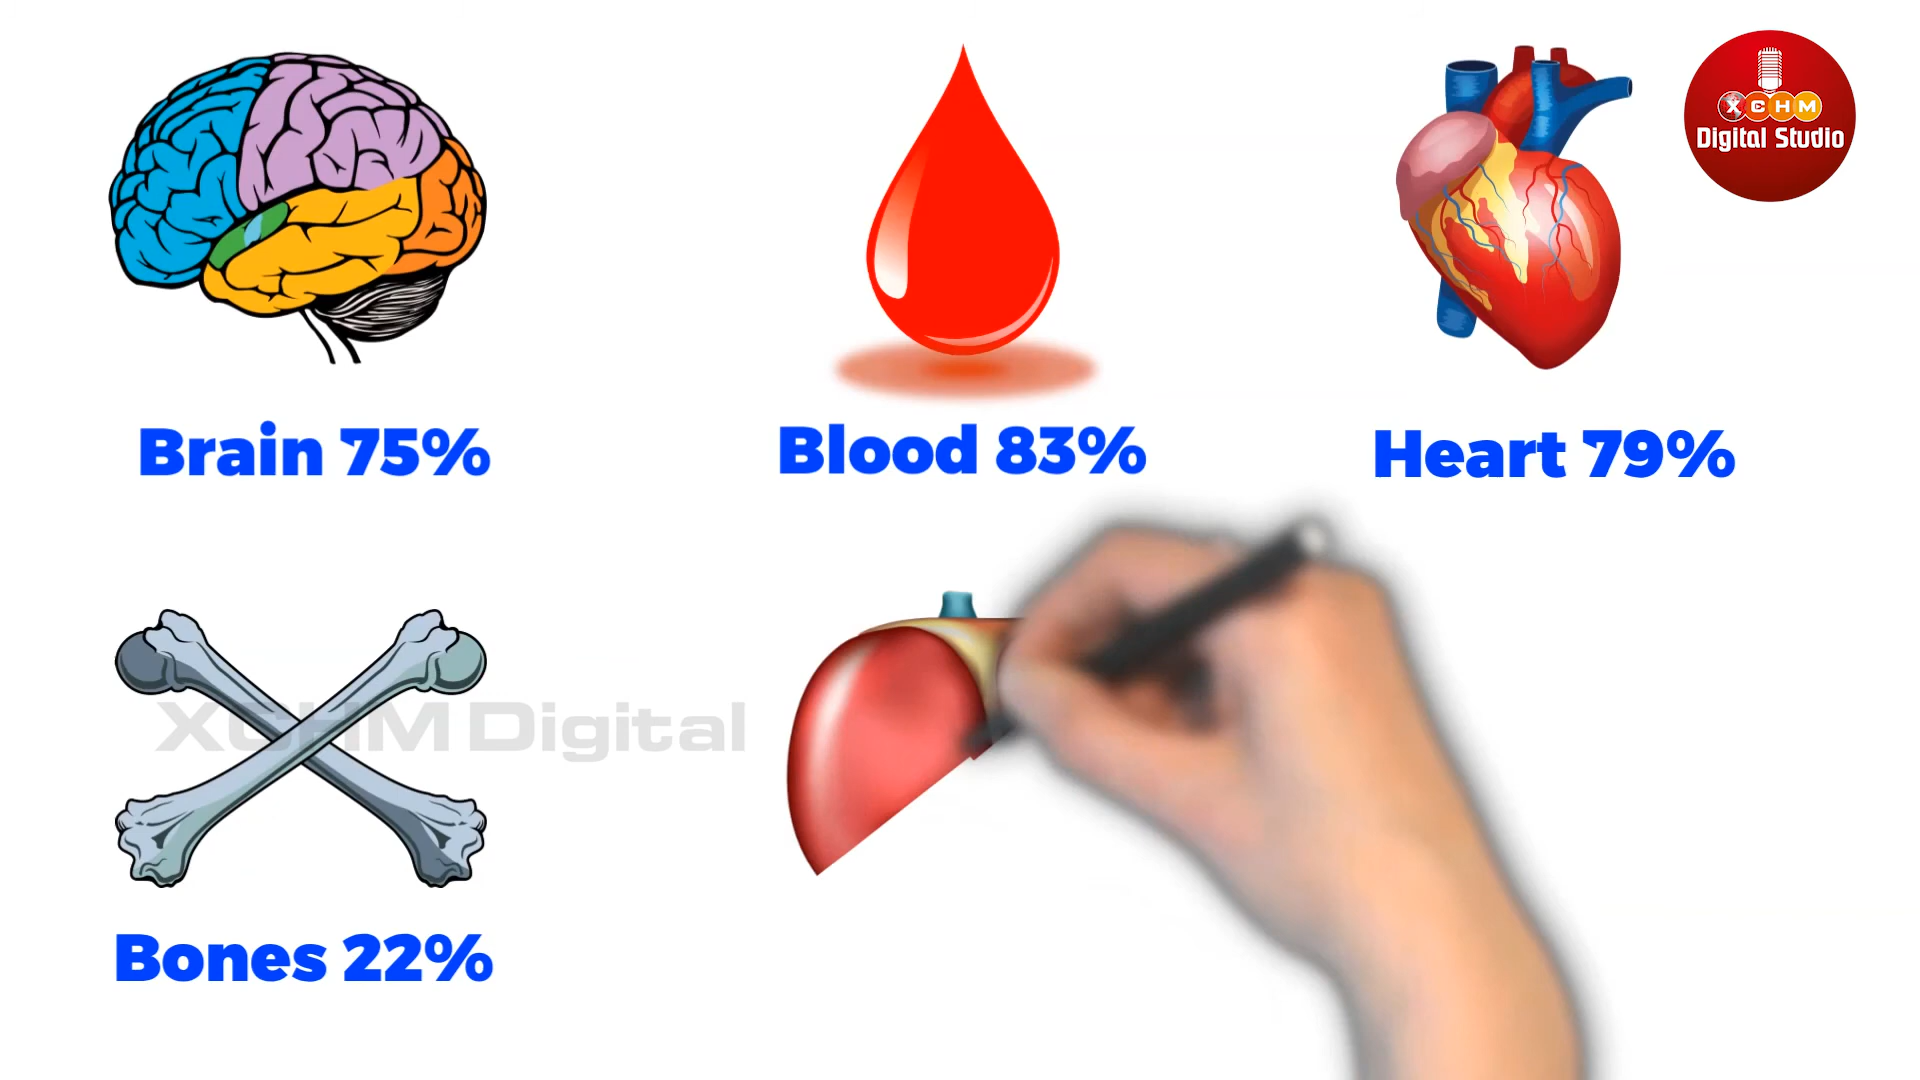 XCHM
Digital Studio
Brain 75%
Blood 83%
Heart 79%
XCHM Digital
Bones 22%